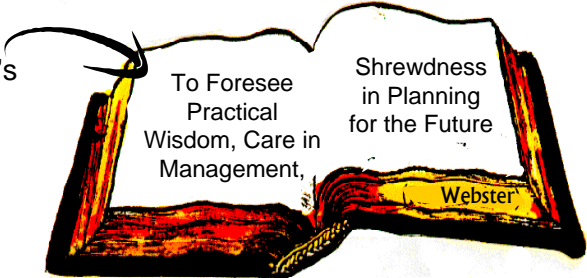 's
To Foresee
Practical
Wisdom, Care in
Management,
Shrewdness
in Planning
for the Future
Webster